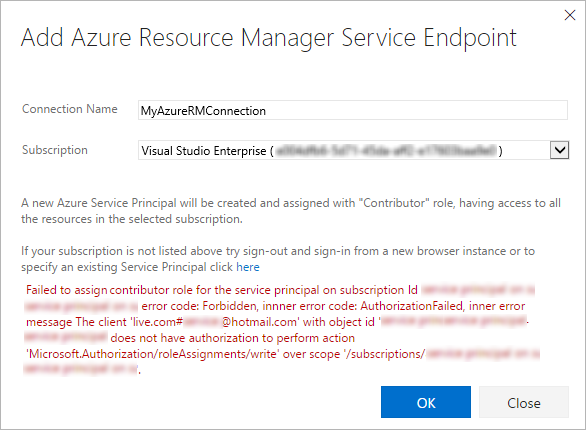 Add Azure Resource Manager Service Endpoint
Connection Name
MyAzureRMConnection
Subscription
Visual Studio Enterprise ( )
A new Azure Service Principal will be created and assigned with "Contributor" role, having access to all
the resources in the selected subscription.
If your subscription is not listed above try sign-out and sign-in from a new browser instance or to
specify an existing Service Principal click here
Failed to assign contributor role for the service principal on subscription Id
error code: Forbidden, innner error code: AuthorizationFailed, inner error
message The client 'live.com# @hotmail.com' with object id '
does not have authorization to perform action
'Microsoft.Authorization/roleAssignments/write' over scope '/subscriptions/
'.
OK
Close